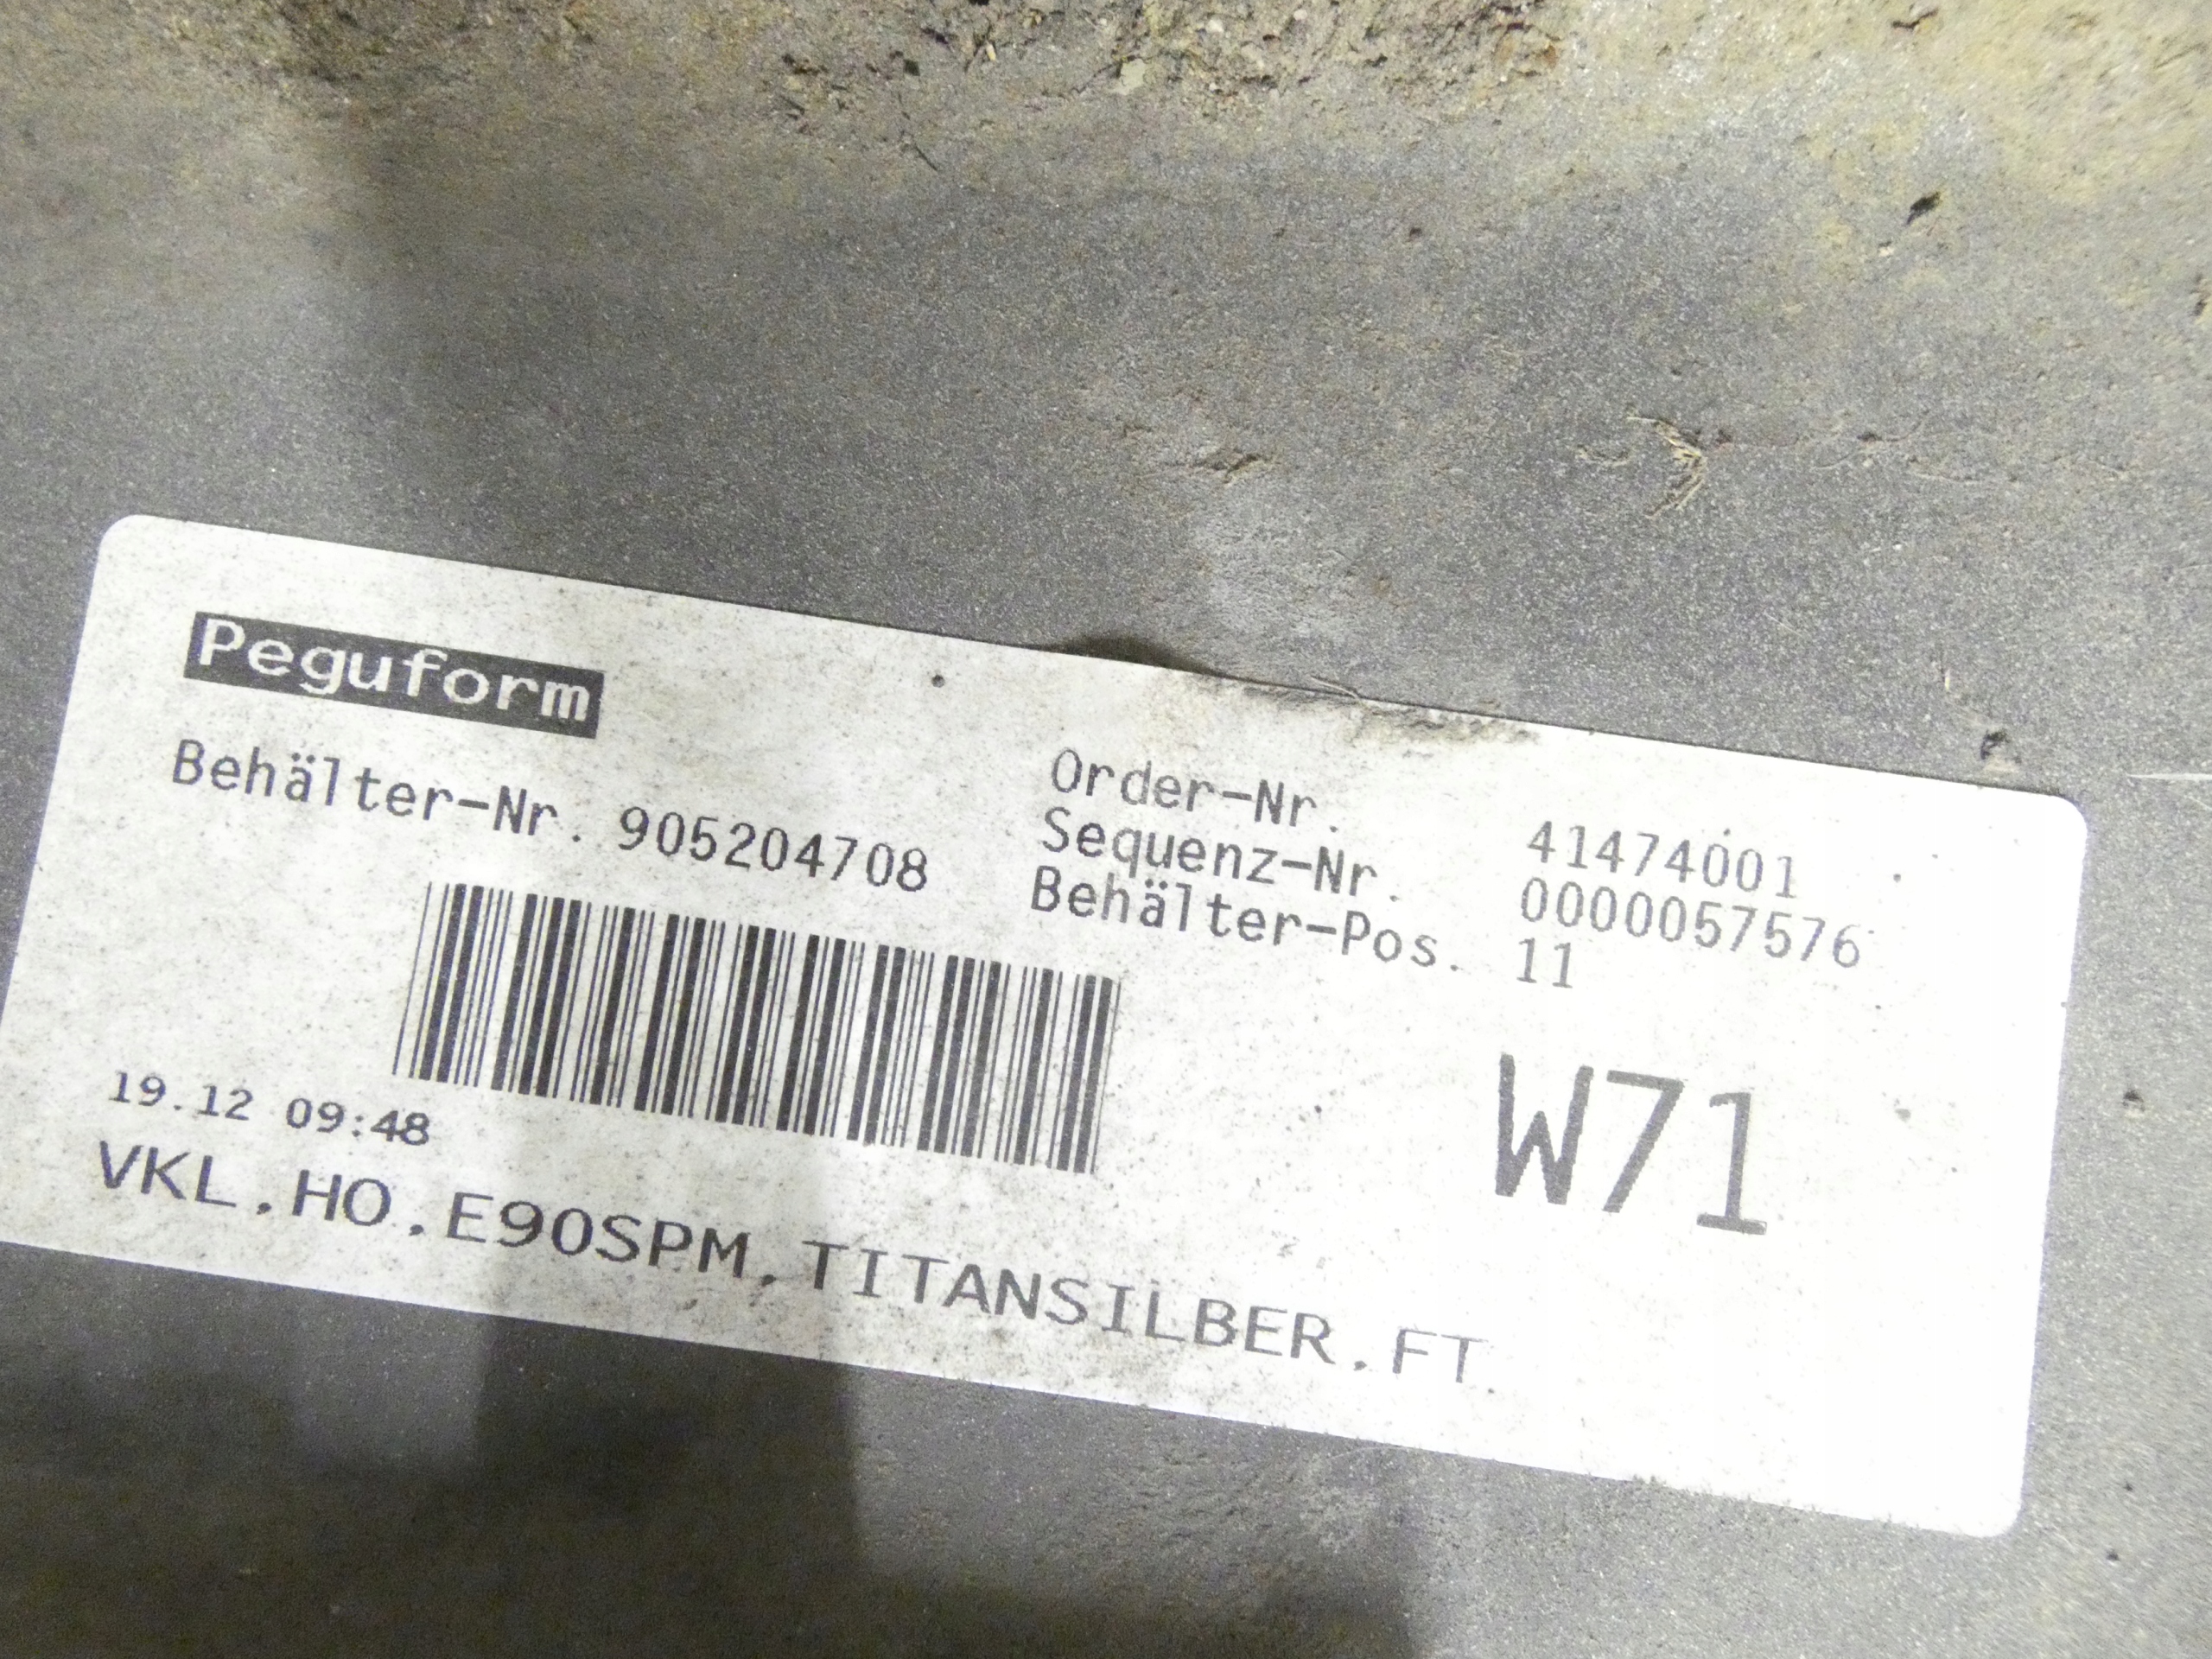 Peguform
Behälter-Nr. 905204708
Order-Nr. 41474001
Sequenz-Nr. 0000057576
Behälter-Pos. 11
W71
19.12 09:48
VKL.HO.E90SPM.TITANSILBER.FT.